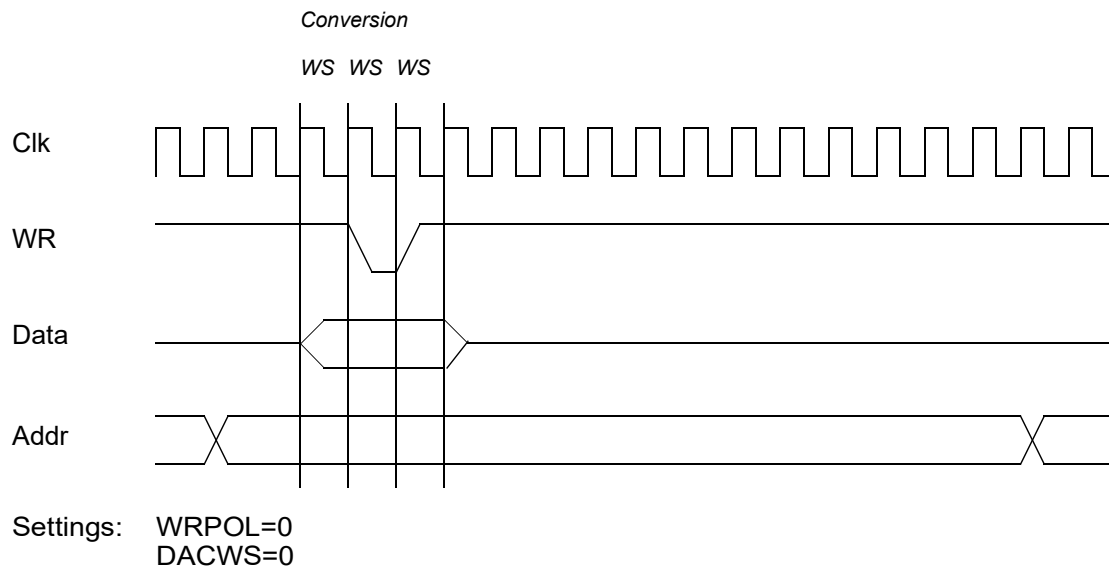 Conversion
WS WS WS
Clk
WR
Data
Addr
Settings: WRPOL=0
DACWS=0